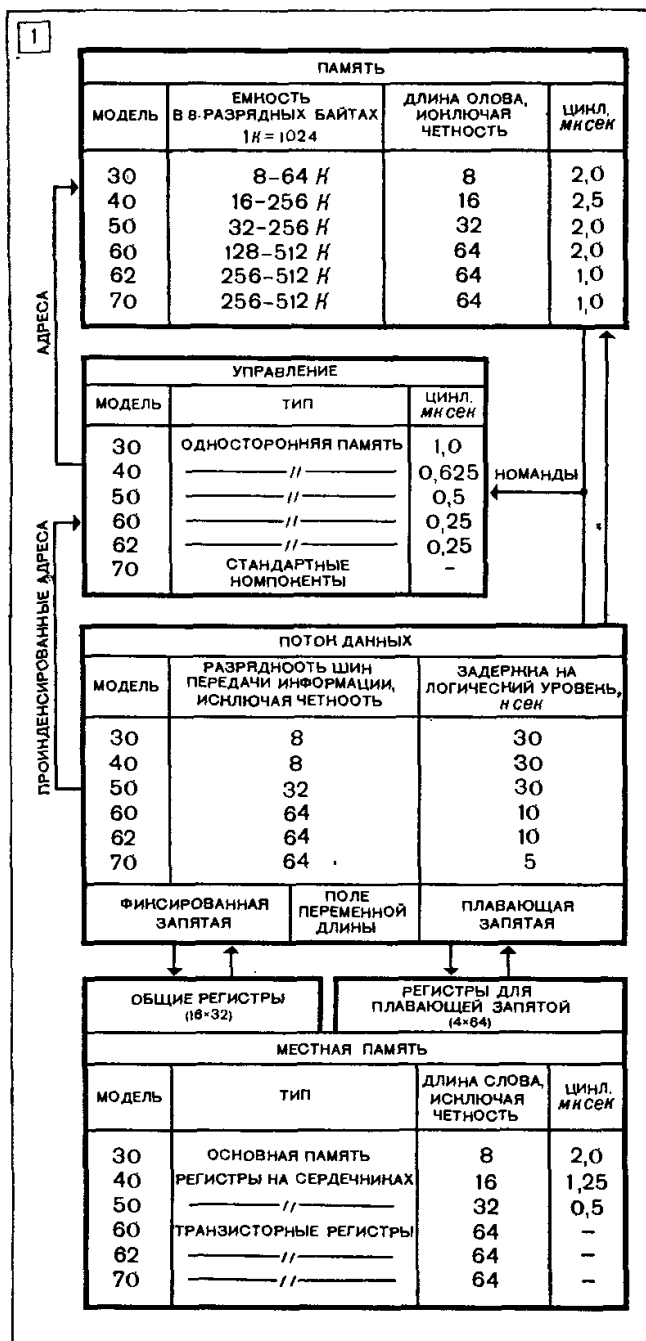 1
ПАМЯТЬ
МОДЕЛЬ ЕМКОСТЬ В 8-РАЗРЯДНЫХ БАЙТАХ 1К = 1024 ДЛИНА СЛОВА, ИСКЛЮЧАЯ ЧЕТНОСТЬ ЦИКЛ, мксек
30 8–64 К 8 2,0
40 16–256 К 16 2,5
50 32–256 К 32 2,0
60 128–512 К 64 2,0
62 256–512 К 64 1,0
70 256–512 К 64 1,0
АДРЕСА
УПРАВЛЕНИЕ
МОДЕЛЬ ТИП ЦИКЛ. мксек
30 ОДНОСТОРОННЯЯ ПАМЯТЬ 1,0
40 —//— 0,625
50 —//— 0,5
60 —//— 0,25
62 —//— 0,25
70 СТАНДАРТНЫЕ КОМПОНЕНТЫ –
КОМАНДЫ
ПРОИНДЕКСИРОВАННЫЕ АДРЕСА
ПОТОК ДАННЫХ
МОДЕЛЬ РАЗРЯДНОСТЬ ШИН ПЕРЕДАЧИ ИНФОРМАЦИИ, ИСКЛЮЧАЯ ЧЕТНОСТЬ ЗАДЕРЖКА НА ЛОГИЧЕСКИЙ УРОВЕНЬ, нсек
30 8 30
40 8 30
50 32 30
60 64 10
62 64 10
70 64 5
ФИКСИРОВАННАЯ ЗАПЯТАЯ
ПОЛЕ ПЕРЕМЕННОЙ ДЛИНЫ
ПЛАВАЮЩАЯ ЗАПЯТАЯ
ОБЩИЕ РЕГИСТРЫ
(16×32)
РЕГИСТРЫ ДЛЯ
ПЛАВАЮЩЕЙ ЗАПЯТОЙ
(4×64)
МЕСТНАЯ ПАМЯТЬ
МОДЕЛЬ ТИП ДЛИНА СЛОВА, ИСКЛЮЧАЯ ЧЕТНОСТЬ ЦИКЛ. мксек
30 ОСНОВНАЯ ПАМЯТЬ 8 2,0
40 РЕГИСТРЫ НА СЕРДЕЧНИКАХ 16 1,25
50 —//— 32 0,5
60 ТРАНЗИСТОРНЫЕ РЕГИСТРЫ 64 –
62 —//— 64 –
70 —//— 64 –